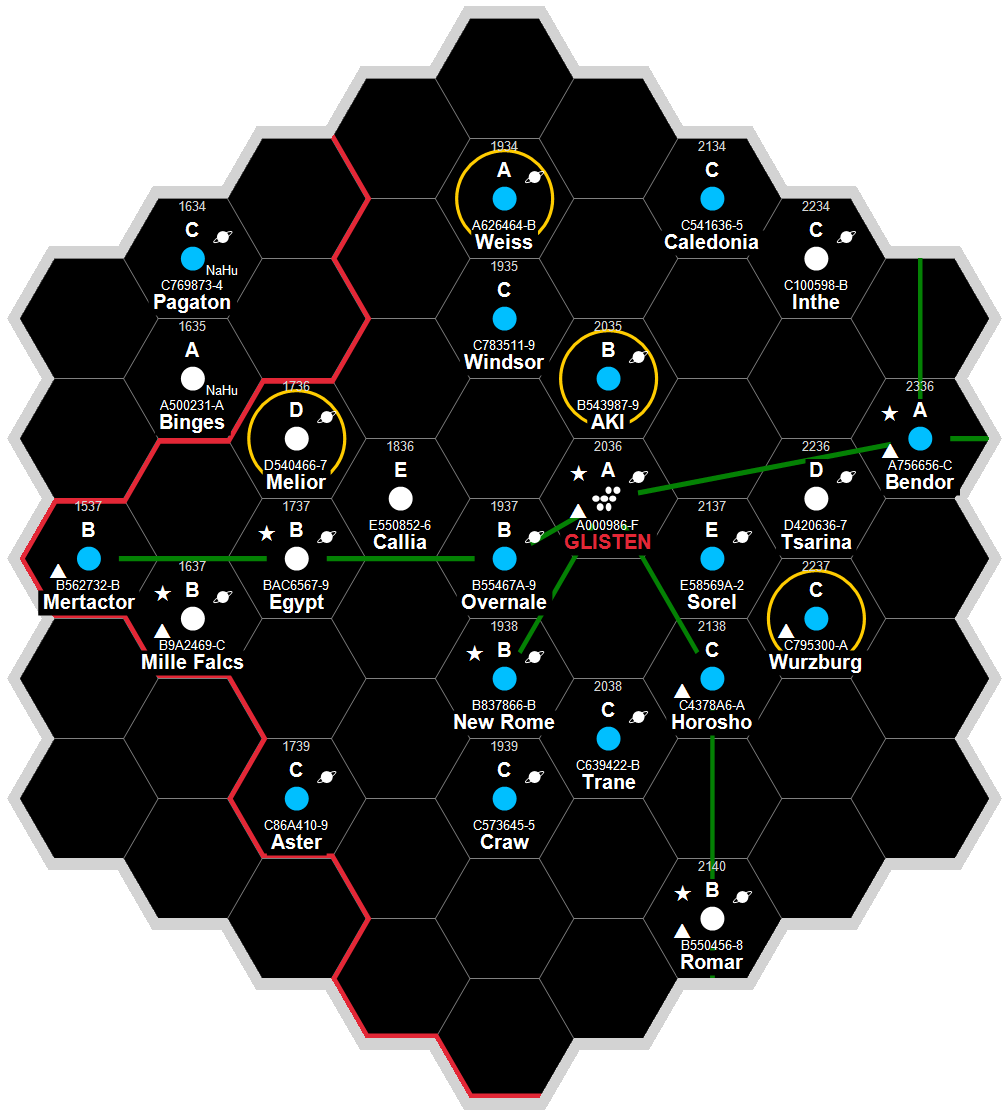 1934
A
A626464-B
Weiss
2134
C
C541636-5
Caledonia
1634
C
NaHu
C769873-4
Pagaton
2234
C
C100598-B
Inthe
1935
C
C783511-9
Windsor
1635
A
NaHu
A500231-A
Binges
2035
B
B543987-9
AKI
1736
D
D540466-7
Melior
2336
A
A756656-C
Bendor
1836
E
E550852-6
Callia
2036
A
A000986-F
GLISTEN
2236
D
D420636-7
Tsarina
1537
B
B562732-B
Mertactor
1737
B
BAC6567-9
Egypt
1937
B
B55467A-9
Overnale
2137
E
E58569A-2
Sorel
1637
B
B9A2469-C
Mille Falcs
2237
C
C795300-A
Wurzburg
1938
B
B837866-B
New Rome
2138
C
C4378A6-A
Horosho
2038
C
C639422-B
Trane
1739
C
C86A410-9
Aster
1939
C
C573645-5
Craw
2140
B
B550456-8
Romar